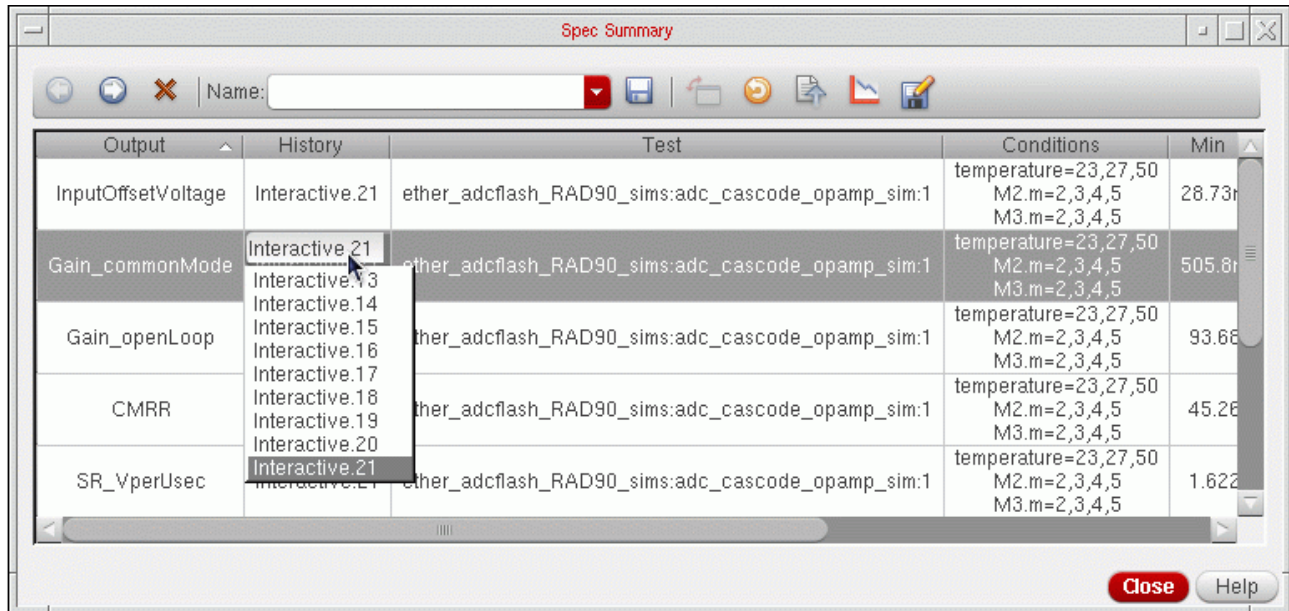 Spec Summary
Name:
Output History Test Conditions Min
InputOffsetVoltage Interactive.21 ether_adcflash_RAD90_sims:adc_cascode_opamp_sim:1 temperature=23,27,50 28.73
M2.m=2,3,4,5
M3.m=2,3,4,5
Gain_commonMode Interactive.21 ether_adcflash_RAD90_sims:adc_cascode_opamp_sim:1 temperature=23,27,50 505.8
M2.m=2,3,4,5
M3.m=2,3,4,5
Interactive.13
Interactive.14
Interactive.15
Interactive.16
Interactive.17
Interactive.18
Interactive.19
Interactive.20
Interactive.21
Gain_openLoop ther_adcflash_RAD90_sims:adc_cascode_opamp_sim:1 temperature=23,27,50 93.68
M2.m=2,3,4,5
M3.m=2,3,4,5
CMRR ther_adcflash_RAD90_sims:adc_cascode_opamp_sim:1 temperature=23,27,50 45.26
M2.m=2,3,4,5
M3.m=2,3,4,5
SR_VperUsec ether_adcflash_RAD90_sims:adc_cascode_opamp_sim:1 temperature=23,27,50 1.622
M2.m=2,3,4,5
M3.m=2,3,4,5
Close Help